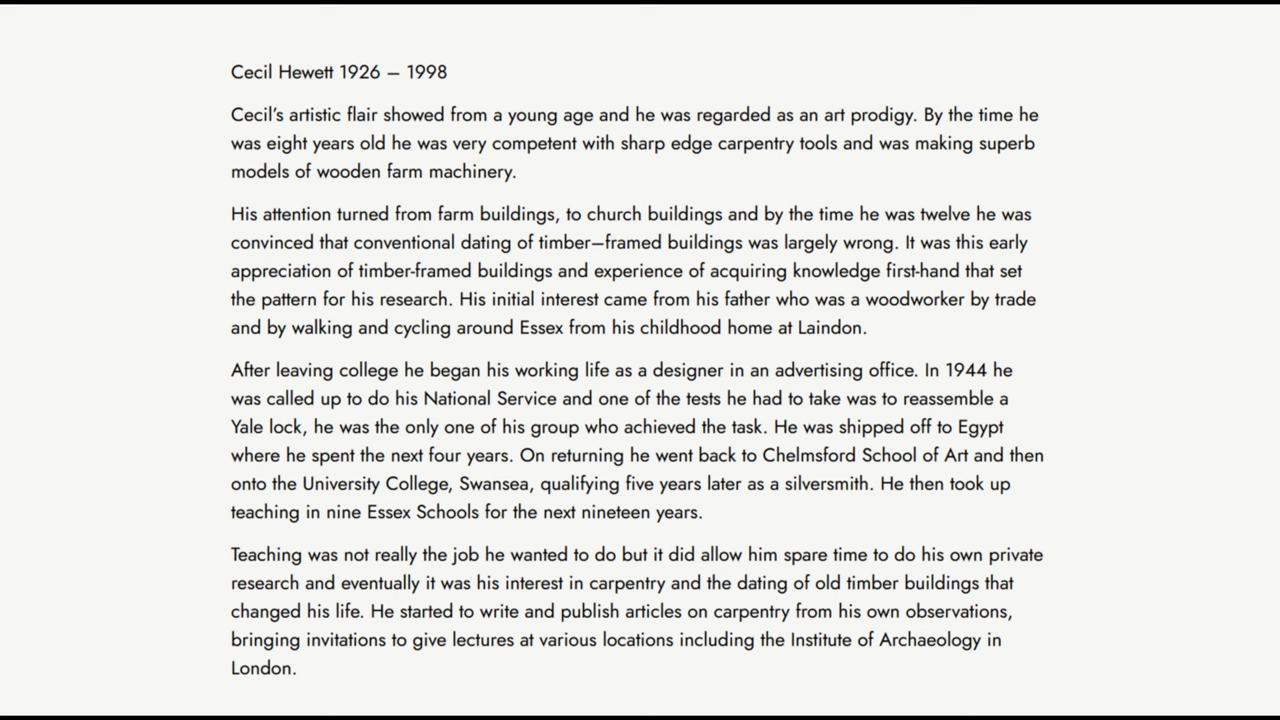 Cecil Hewett 1926 – 1998
Cecil’s artistic flair showed from a young age and he was regarded as an art prodigy. By the time he
was eight years old he was very competent with sharp edge carpentry tools and was making superb
models of wooden farm machinery.
His attention turned from farm buildings, to church buildings and by the time he was twelve he was
convinced that conventional dating of timber–framed buildings was largely wrong. It was this early
appreciation of timber-framed buildings and experience of acquiring knowledge first-hand that set
the pattern for his research. His initial interest came from his father who was a woodworker by trade
and by walking and cycling around Essex from his childhood home at Laindon.
After leaving college he began his working life as a designer in an advertising office. In 1944 he
was called up to do his National Service and one of the tests he had to take was to reassemble a
Yale lock, he was the only one of his group who achieved the task. He was shipped off to Egypt
where he spent the next four years. On returning he went back to Chelmsford School of Art and then
onto the University College, Swansea, qualifying five years later as a silversmith. He then took up
teaching in nine Essex Schools for the next nineteen years.
Teaching was not really the job he wanted to do but it did allow him spare time to do his own private
research and eventually it was his interest in carpentry and the dating of old timber buildings that
changed his life. He started to write and publish articles on carpentry from his own observations,
bringing invitations to give lectures at various locations including the Institute of Archaeology in
London.